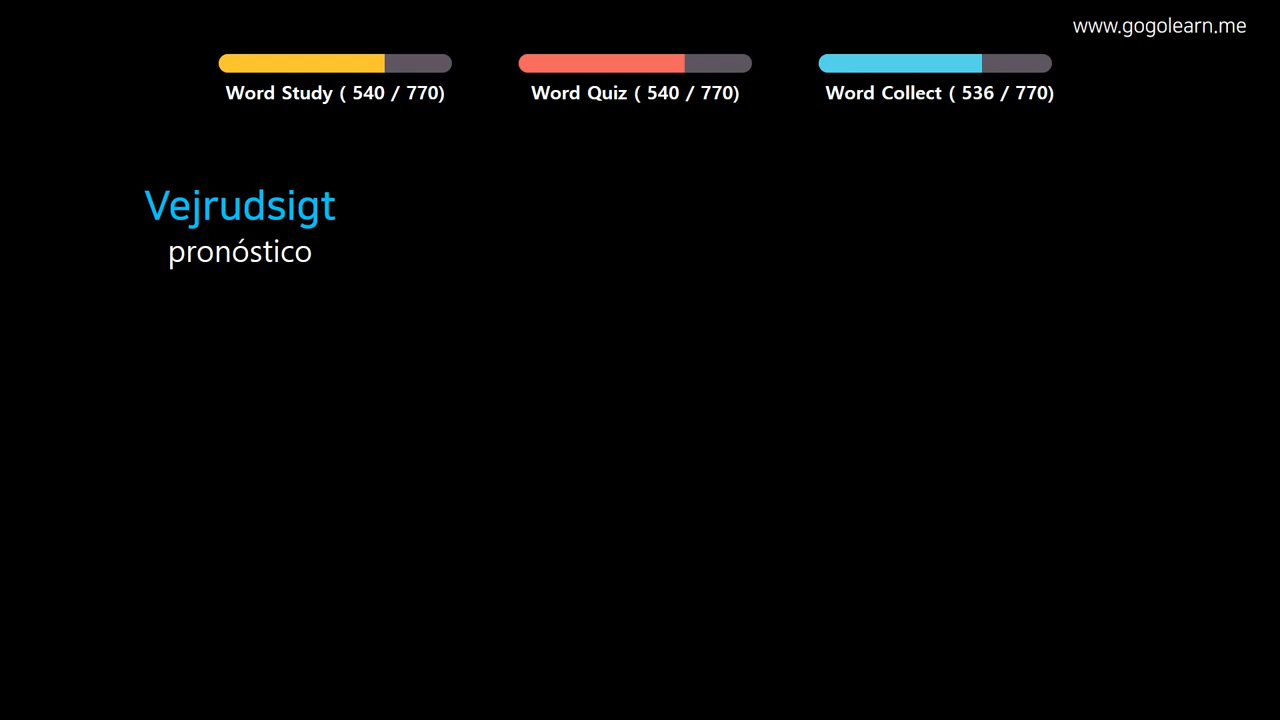 www.gogolearn.me
Word Study ( 540 / 770)
Word Quiz ( 540 / 770)
Word Collect ( 536 / 770)
Vejrudsigt
pronóstico